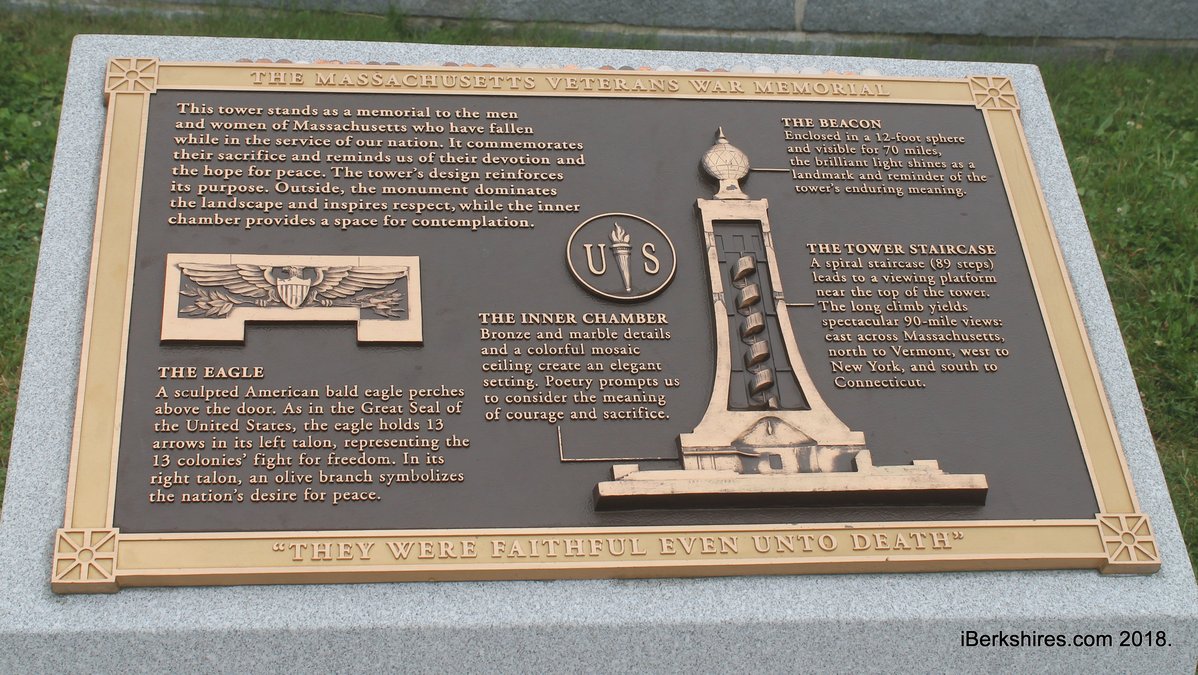 THE MASSACHUSETTS VETERANS WAR MEMORIAL
This tower stands as a memorial to the men
and women of Massachusetts who have fallen
while in the service of our nation. It commemorates
their sacrifice and reminds us of their devotion and
the hope for peace. The tower's design reinforces
its purpose. Outside, the monument dominates
the landscape and inspires respect, while the inner
chamber provides a space for contemplation.
THE EAGLE
A sculpted American bald eagle perches
above the door. As in the Great Seal of
the United States, the eagle holds 13
arrows in its left talon, representing the
13 colonies' fight for freedom. In its
right talon, an olive branch symbolizes
the nation's desire for peace.
U S
THE INNER CHAMBER
Bronze and marble details
and a colorful mosaic
ceiling create an elegant
setting. Poetry prompts us
to consider the meaning
of courage and sacrifice.
THE BEACON
Enclosed in a 12-foot sphere
and visible for 70 miles,
the brilliant light shines as a
landmark and reminder of the
tower's enduring meaning.
THE TOWER STAIRCASE
A spiral staircase (89 steps)
leads to a viewing platform
near the top of the tower.
The long climb yields
spectacular 90-mile views:
east across Massachusetts,
north to Vermont, west to
New York, and south to
Connecticut.
"THEY WERE FAITHFUL EVEN UNTO DEATH"
iBerkshires.com 2018.